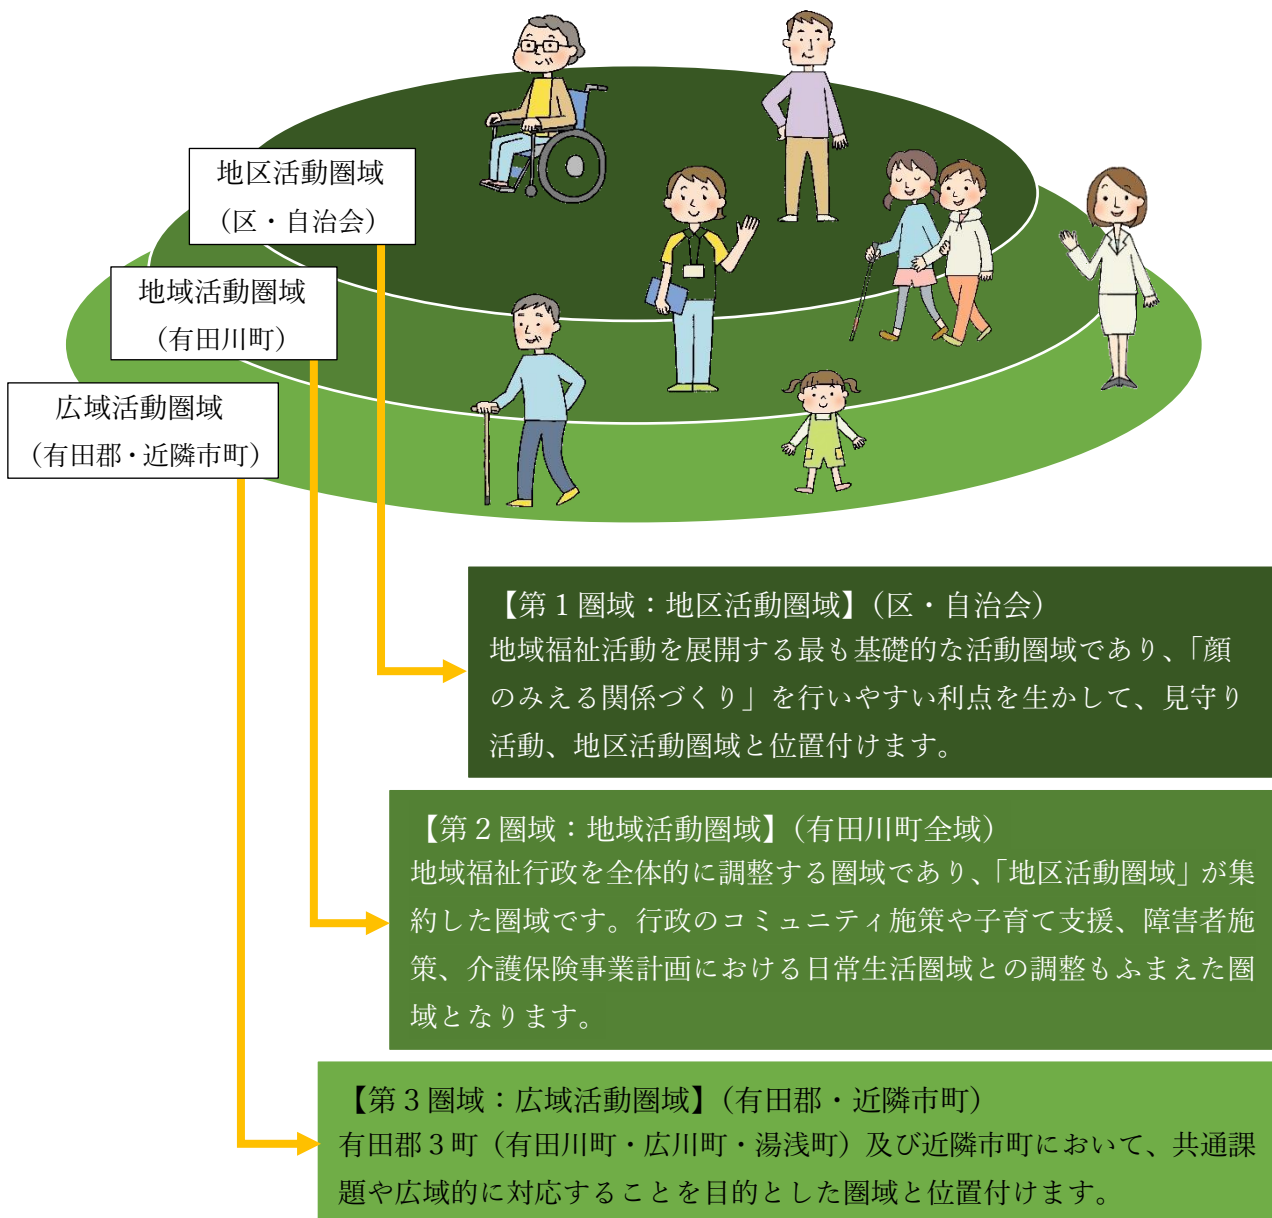 地区活動圏域
（区・自治会）
地域活動圏域
（有田川町）
広域活動圏域
（有田郡・近隣市町）
【第１圏域：地区活動圏域】（区・自治会）
地域福祉活動を展開する最も基礎的な活動圏域であり、「顔
のみえる関係づくり」を行いやすい利点を生かして、見守り
活動、地区活動圏域と位置付けます。
【第２圏域：地域活動圏域】（有田川町全域）
地域福祉行政を全体的に調整する圏域であり、「地区活動圏域」が集
約した圏域です。行政のコミュニティ施策や子育て支援、障害者施
策、介護保険事業計画における日常生活圏域との調整もふまえた圏
域となります。
【第３圏域：広域活動圏域】（有田郡・近隣市町）
有田郡３町（有田川町・広川町・湯浅町）及び近隣市町において、共通課
題や広域的に対応することを目的とした圏域と位置付けます。